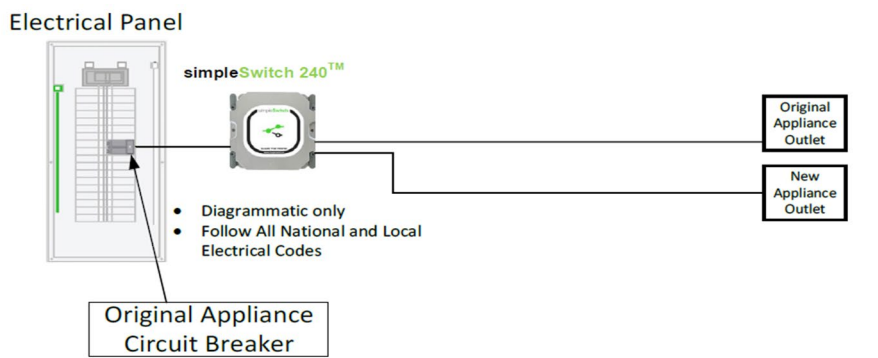 Electrical Panel
simpleSwitch 240™
simpleSwitch
Original
Appliance
Outlet
New
Appliance
Outlet
• Diagrammatic only
• Follow All National and Local
Electrical Codes
Original Appliance
Circuit Breaker